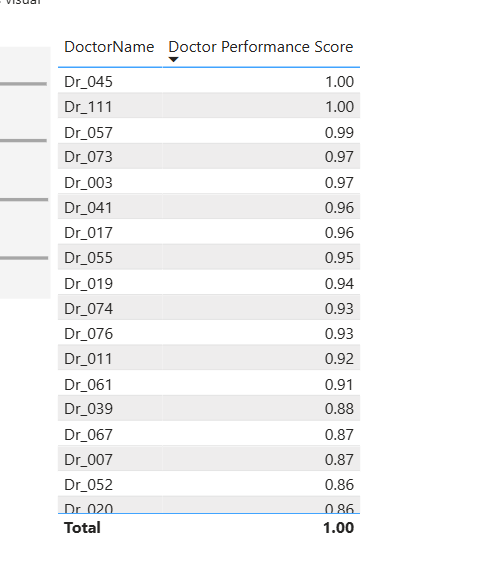 visual
DoctorName Doctor Performance Score
Dr_045 1.00
Dr_111 1.00
Dr_057 0.99
Dr_073 0.97
Dr_003 0.97
Dr_041 0.96
Dr_017 0.96
Dr_055 0.95
Dr_019 0.94
Dr_074 0.93
Dr_076 0.93
Dr_011 0.92
Dr_061 0.91
Dr_039 0.88
Dr_067 0.87
Dr_007 0.87
Dr_052 0.86
Dr_020 0.86
Total 1.00